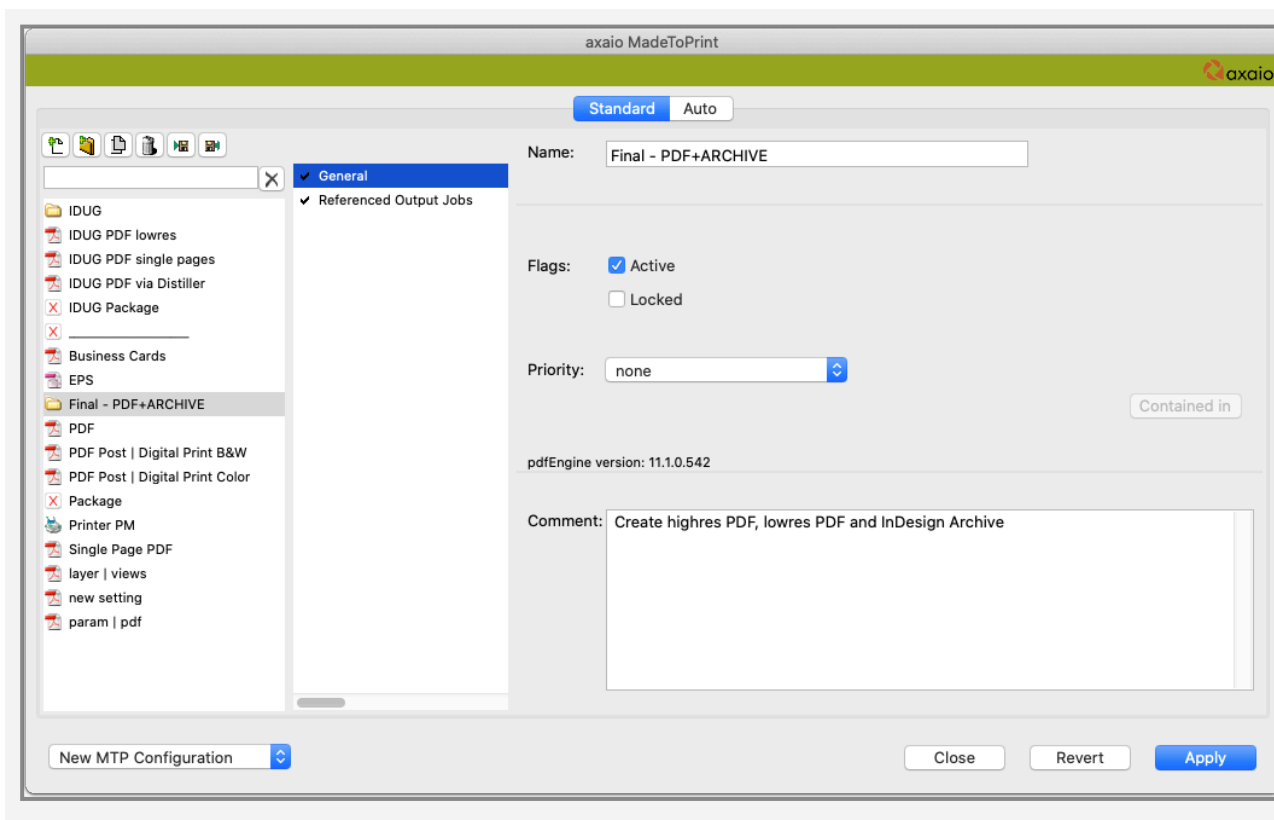 axaio MadeToPrint
axaio
Standard
Auto
Name:
Final - PDF+ARCHIVE
General
Referenced Output Jobs
IDUG
IDUG PDF lowres
IDUG PDF single pages
IDUG PDF via Distiller
IDUG Package
_________________
Business Cards
EPS
Final - PDF+ARCHIVE
PDF
PDF Post | Digital Print B&W
PDF Post | Digital Print Color
Package
Printer PM
Single Page PDF
layer | views
new setting
param | pdf
Flags:
Active
Locked
Priority:
none
Contained in
pdfEngine version: 11.1.0.542
Comment:
Create highres PDF, lowres PDF and InDesign Archive
New MTP Configuration
Close
Revert
Apply